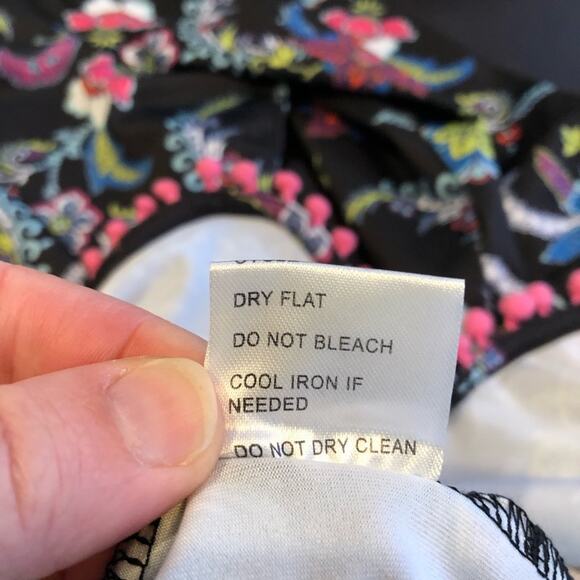 DRY FLAT
DO NOT BLEACH
COOL IRON IF
NEEDED
DO NOT DRY CLEAN